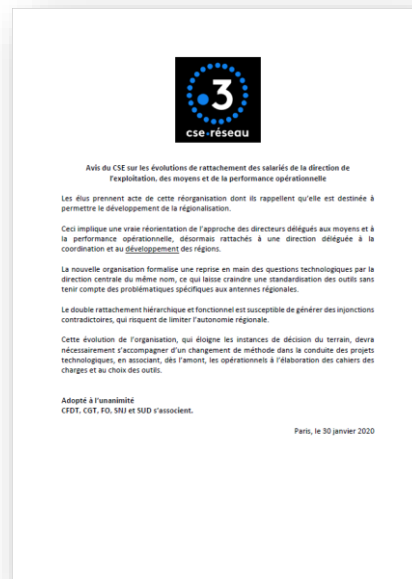 3
cse•réseau
Avis du CSE sur les évolutions de rattachement des salariés de la direction de
l'exploitation, des moyens et de la performance opérationnelle
Les élus prennent acte de cette réorganisation dont ils rappellent qu'elle est destinée à
permettre le développement de la régionalisation.
Ceci implique une vraie réorientation de l'approche des directeurs délégués aux moyens et à
la performance opérationnelle, désormais rattachés à une direction déléguée à la
coordination et au développement des régions.
La nouvelle organisation formalise une reprise en main des questions technologiques par la
direction centrale du même nom, ce qui laisse craindre une standardisation des outils sans
tenir compte des problématiques spécifiques aux antennes régionales.
Le double rattachement hiérarchique et fonctionnel est susceptible de générer des injonctions
contradictoires, qui risquent de limiter l'autonomie régionale.
Cette évolution de l'organisation, qui éloigne les instances de décision du terrain, devra
nécessairement s'accompagner d'un changement de méthode dans la conduite des projets
technologiques, en associant, dès l'amont, les opérationnels à l'élaboration des cahiers des
charges et au choix des outils.
Adopté à l'unanimité
CFDT, CGT, FO, SNJ et SUD s'associent.
Paris, le 30 janvier 2020